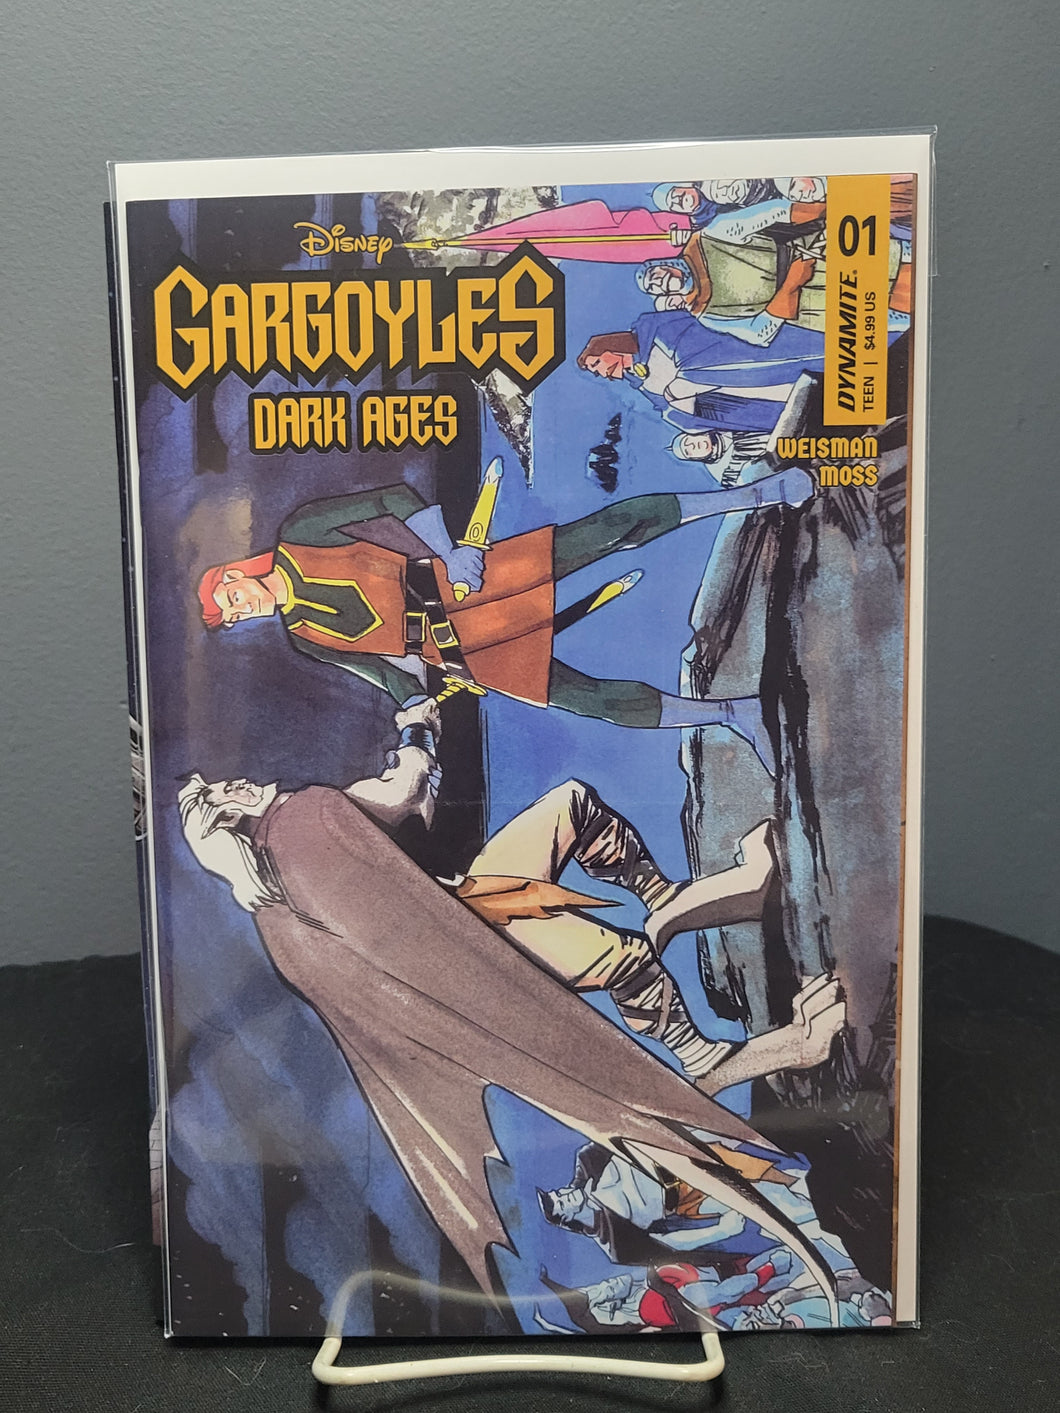 Disney
GARGOYLES
DARK AGES
01
DYNAMITE®
TEEN | $4.99 US
WEISMAN
MOSS